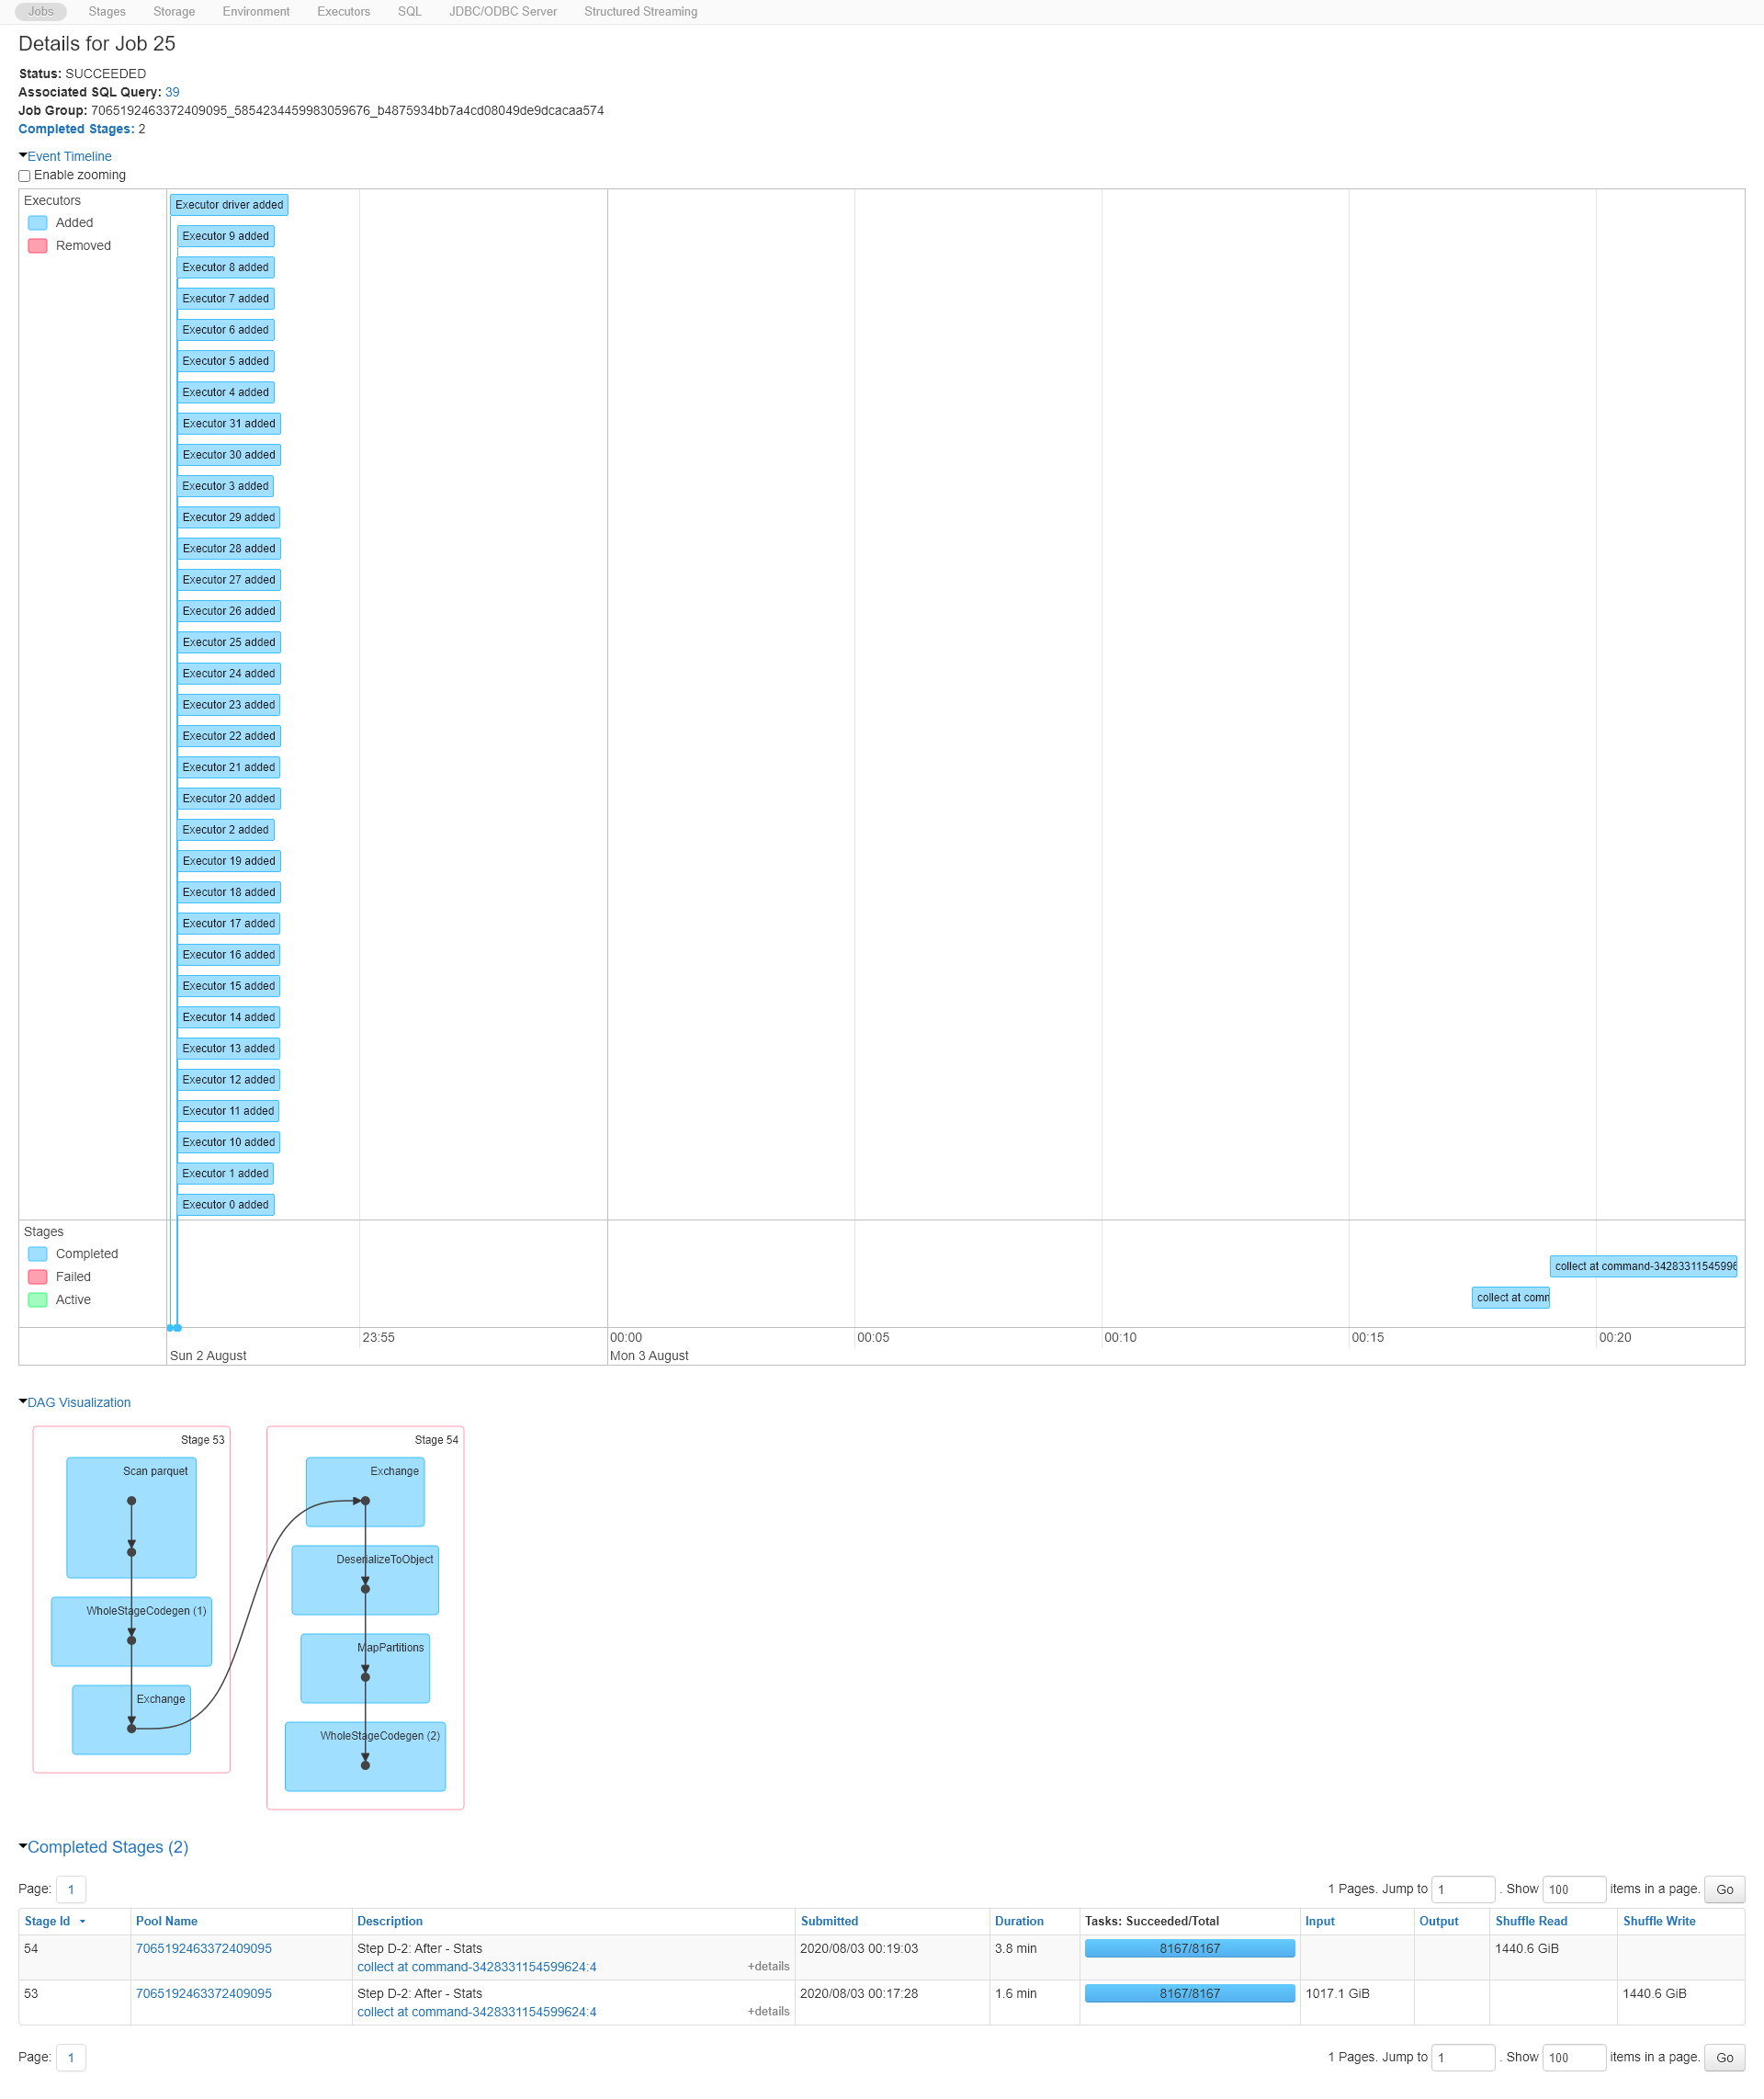 Jobs Stages Storage Environment Executors SQL JDBC/ODBC Server Structured Streaming
Details for Job 25
Status: SUCCEEDED
Associated SQL Query: 39
Job Group: 7065192463372409095_5854234459983059676_b4875934bb7a4cd08049de9dcacaa574
Completed Stages: 2
Event Timeline
Enable zooming
Executors
Added
Removed
Executor driver added
Executor 9 added
Executor 8 added
Executor 7 added
Executor 6 added
Executor 5 added
Executor 4 added
Executor 31 added
Executor 30 added
Executor 3 added
Executor 29 added
Executor 28 added
Executor 27 added
Executor 26 added
Executor 25 added
Executor 24 added
Executor 23 added
Executor 22 added
Executor 21 added
Executor 20 added
Executor 2 added
Executor 19 added
Executor 18 added
Executor 17 added
Executor 16 added
Executor 15 added
Executor 14 added
Executor 13 added
Executor 12 added
Executor 11 added
Executor 10 added
Executor 1 added
Executor 0 added
Stages
Completed
Failed
Active
collect at command-34283311545996
collect at comm
23:55 00:00 00:05 00:10 00:15 00:20
Sun 2 August Mon 3 August
DAG Visualization
Stage 53
Scan parquet
WholeStageCodegen (1)
Exchange
Stage 54
Exchange
DeserializeToObject
MapPartitions
WholeStageCodegen (2)
Completed Stages (2)
Page: 1 1 Pages. Jump to 1 . Show 100 items in a page. Go
Stage Id Pool Name Description Submitted Duration Tasks: Succeeded/Total Input Output Shuffle Read Shuffle Write
54 7065192463372409095 Step D-2: After - Stats 2020/08/03 00:19:03 3.8 min 8167/8167 1440.6 GiB
collect at command-3428331154599624:4 +details
53 7065192463372409095 Step D-2: After - Stats 2020/08/03 00:17:28 1.6 min 8167/8167 1017.1 GiB 1440.6 GiB
collect at command-3428331154599624:4 +details
Page: 1 1 Pages. Jump to 1 . Show 100 items in a page. Go